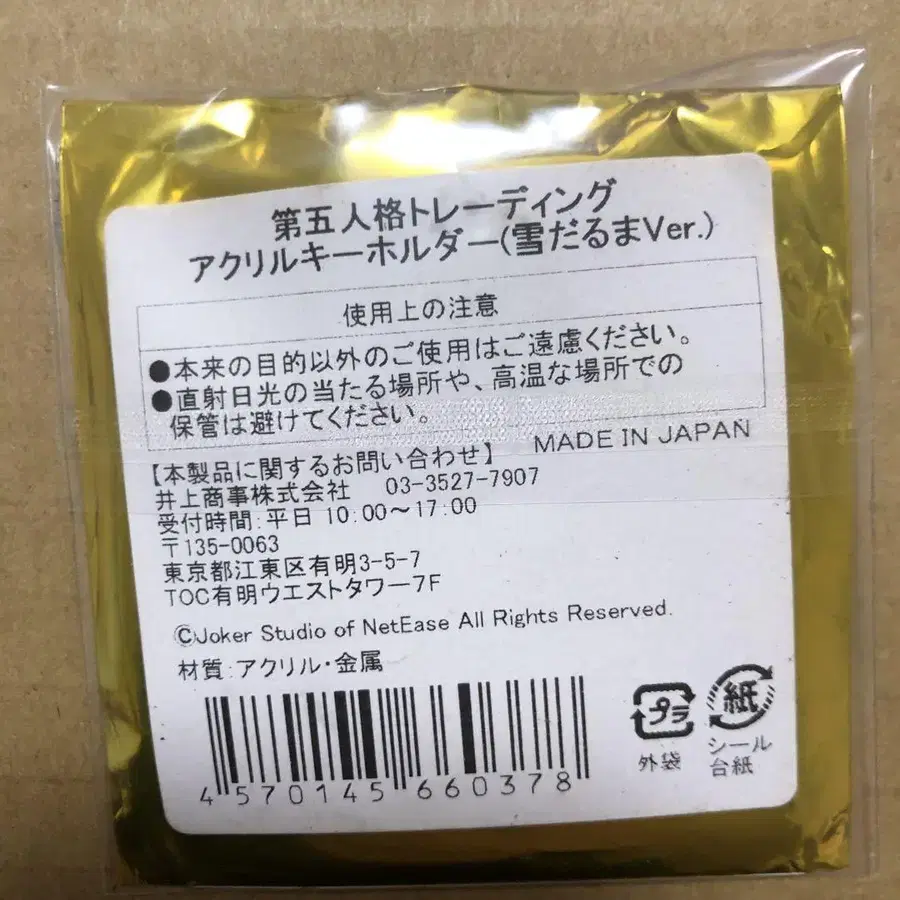 第五人格トレーディング
アクリルキーホルダー(雪だるまVer.)
使用上の注意
●本来の目的以外のご使用はご遠慮ください。
●直射日光の当たる場所や、高温な場所での
保管は避けてください。
MADE IN JAPAN
【本製品に関するお問い合わせ】
井上商事株式会社 03-3527-7907
受付時間:平日 10:00～17:00
〒135-0063
東京都江東区有明3-5-7
TOC有明ウエストタワー7F
©Joker Studio of NetEase All Rights Reserved.
材質:アクリル・金属
4570145660378
プラ
外袋
紙
シール
台紙